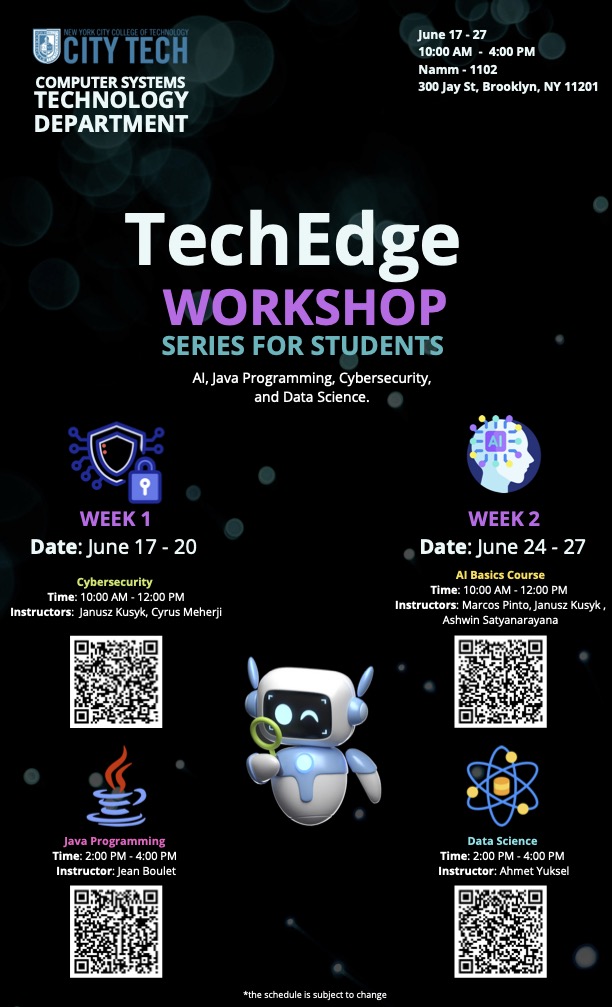 NEW YORK CITY COLLEGE OF TECHNOLOGY
CITY TECH
COMPUTER SYSTEMS
TECHNOLOGY
DEPARTMENT
June 17 - 27
10:00 AM - 4:00 PM
Namm - 1102
300 Jay St, Brooklyn, NY 11201
TechEdge
WORKSHOP
SERIES FOR STUDENTS
AI, Java Programming, Cybersecurity,
and Data Science.
WEEK 1
Date: June 17 - 20
Cybersecurity
Time: 10:00 AM - 12:00 PM
Instructors: Janusz Kusyk, Cyrus Meherji
Java Programming
Time: 2:00 PM - 4:00 PM
Instructor: Jean Boulet
AI
WEEK 2
Date: June 24 - 27
AI Basics Course
Time: 10:00 AM - 12:00 PM
Instructors: Marcos Pinto, Janusz Kusyk ,
Ashwin Satyanarayana
Data Science
Time: 2:00 PM - 4:00 PM
Instructor: Ahmet Yuksel
*the schedule is subject to change